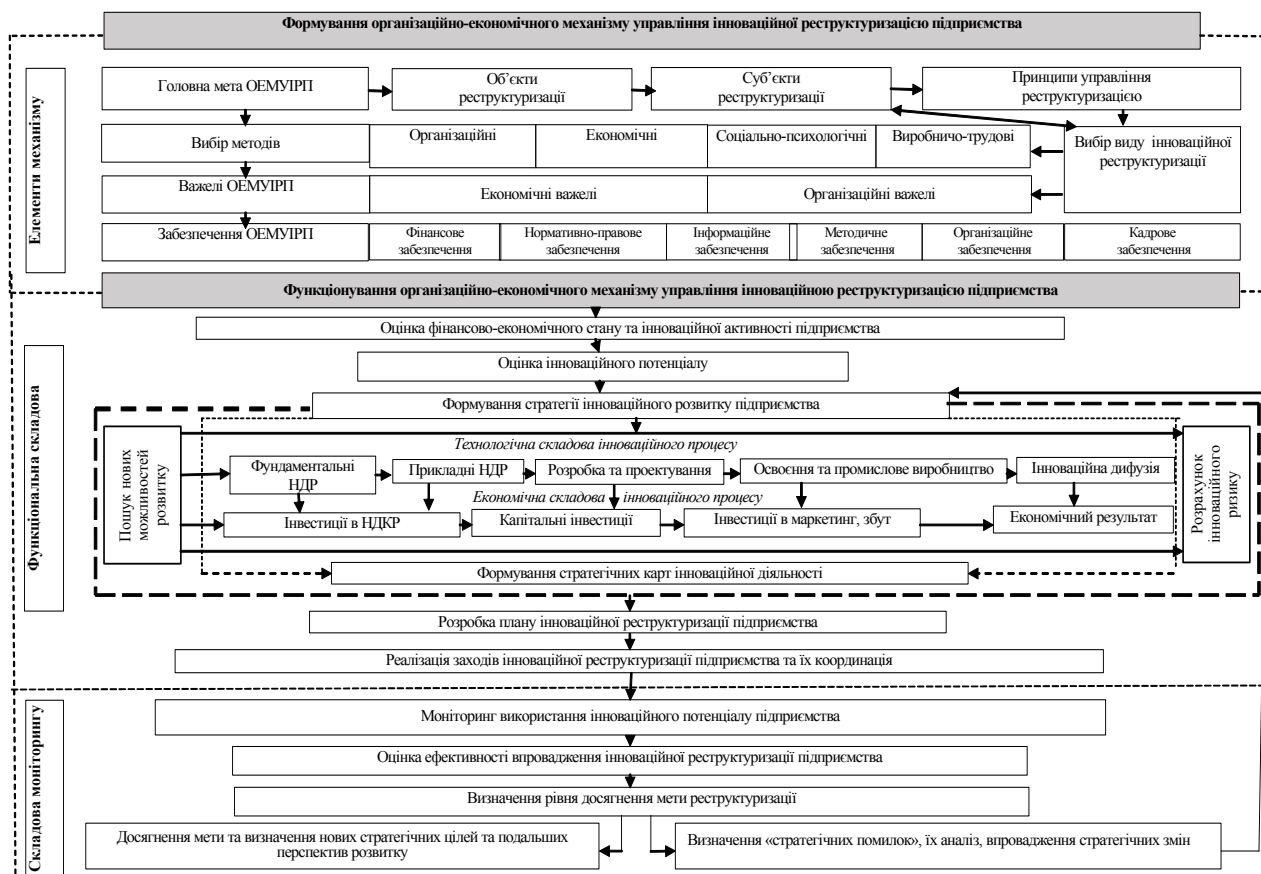 Формування організаційно-економічного механізму управління інноваційної реструктуризацією підприємства
Елементи механізму
Головна мета ОЕМУІРП
Об’єкти
реструктуризації
Суб’єкти
реструктуризації
Принципи управління
реструктуризацією
Вибір методів
Організаційні
Економічні
Соціально-психологічні
Виробничо-трудові
Вибір виду інноваційної
реструктуризації
Важелі ОЕМУІРП
Економічні важелі
Організаційні важелі
Забезпечення ОЕМУІРП
Фінансове
забезпечення
Нормативно-правове
забезпечення
Інформаційне
забезпечення
Методичне
забезпечення
Організаційне
забезпечення
Кадрове
забезпечення
Функціонування організаційно-економічного механізму управління інноваційною реструктуризацією підприємства
Функціональна складова
Оцінка фінансово-економічного стану та інноваційної активності підприємства
Оцінка інноваційного потенціалу
Формування стратегії інноваційного розвитку підприємства
Пошук нових
можливостей
розвитку
Технологічна складова інноваційного процесу
Фундаментальні
НДР
Прикладні НДР
Розробка та проектування
Освоєння та промислове виробництво
Інноваційна дифузія
Економічна складова інноваційного процесу
Інвестиції в НДКР
Капітальні інвестиції
Інвестиції в маркетинг, збут
Економічний результат
Розрахунок
інноваційного
ризику
Формування стратегічних карт інноваційної діяльності
Розробка плану інноваційної реструктуризації підприємства
Реалізація заходів інноваційної реструктуризації підприємства та їх координація
Складова моніторингу
Моніторинг використання інноваційного потенціалу підприємства
Оцінка ефективності впровадження інноваційної реструктуризації підприємства
Визначення рівня досягнення мети реструктуризації
Досягнення мети та визначення нових стратегічних цілей та подальших
перспектив розвитку
Визначення «стратегічних помилок», їх аналіз, впровадження стратегічних змін